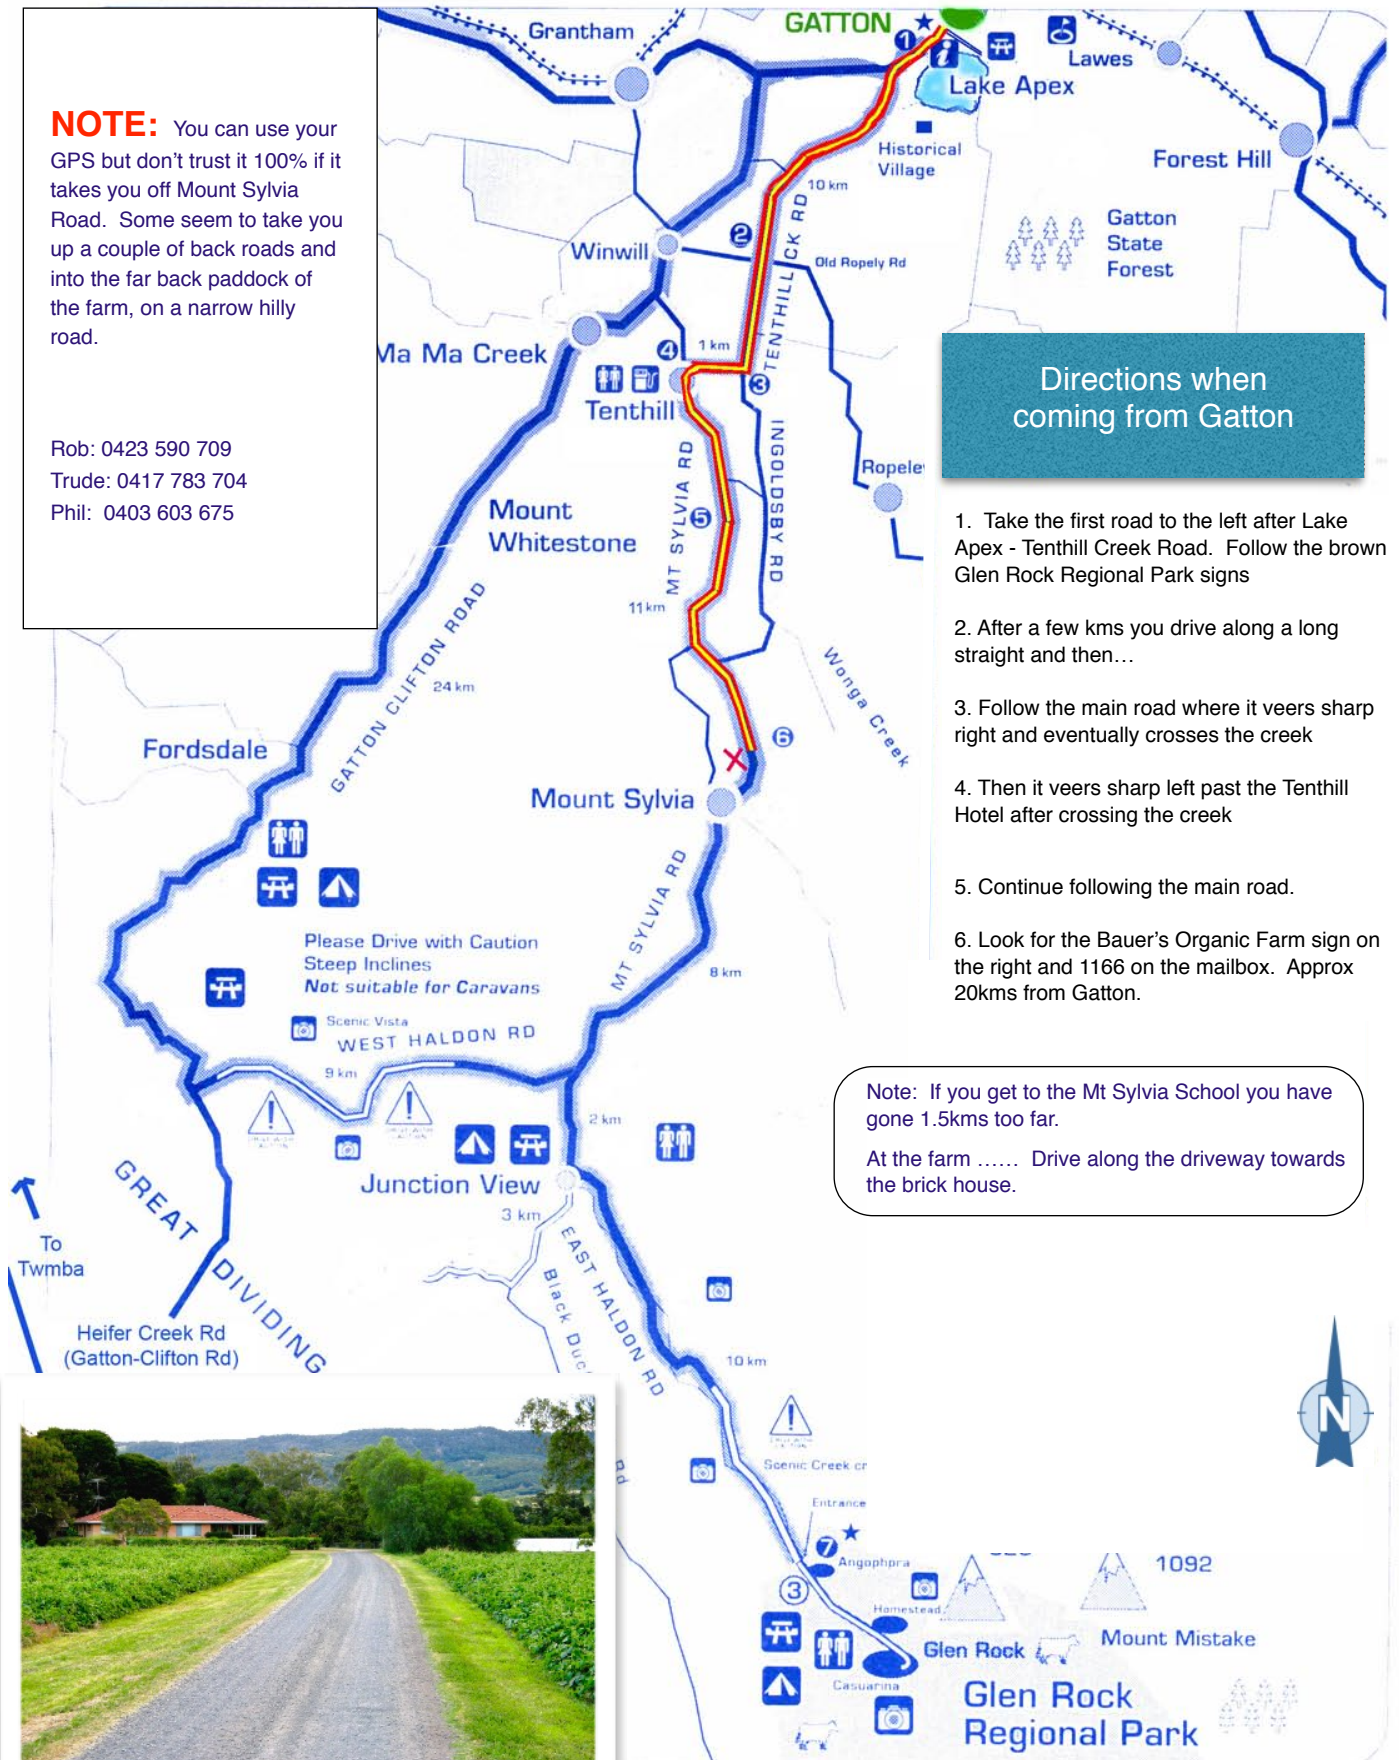 NOTE: You can use your
GPS but don't trust it 100% if it
takes you off Mount Sylvia
Road. Some seem to take you
up a couple of back roads and
into the far back paddock of
the farm, on a narrow hilly
road.
Rob: 0423 590 709
Trude: 0417 783 704
Phil: 0403 603 675
Grantham
GATTON
1
i
Lawes
Lake Apex
Historical
Village
Forest Hill
10 km
Gatton
State
Forest
2
Winwill
Old Ropely Rd
TENTHILL CK RD
Ma Ma Creek
4
1 km
3
Tenthill
INGOLDSBY RD
MT SYLVIA RD
5
Mount
Whitestone
11 km
GATTON CLIFTON ROAD
24 km
Wonga Creek
Fordsdale
6
Mount Sylvia
Directions when
coming from Gatton
1. Take the first road to the left after Lake
Apex - Tenthill Creek Road. Follow the brown
Glen Rock Regional Park signs
2. After a few kms you drive along a long
straight and then…
3. Follow the main road where it veers sharp
right and eventually crosses the creek
4. Then it veers sharp left past the Tenthill
Hotel after crossing the creek
5. Continue following the main road.
6. Look for the Bauer's Organic Farm sign on
the right and 1166 on the mailbox. Approx
20kms from Gatton.
Note: If you get to the Mt Sylvia School you have
gone 1.5kms too far.
At the farm …… Drive along the driveway towards
the brick house.
MT SYLVIA RD
8 km
Please Drive with Caution
Steep Inclines
Not suitable for Caravans
Scenic Vista
WEST HALDON RD
9 km
2 km
Junction View
3 km
EAST HALDON RD
Black
GREAT DIVIDING
To
Twmba
Heifer Creek Rd
(Gatton-Clifton Rd)
10 km
N
Scenic Creek cr
Rd
Entrance
7
Angophora
3
1092
Homestead
Glen Rock
Mount Mistake
Casuarina
Glen Rock
Regional Park